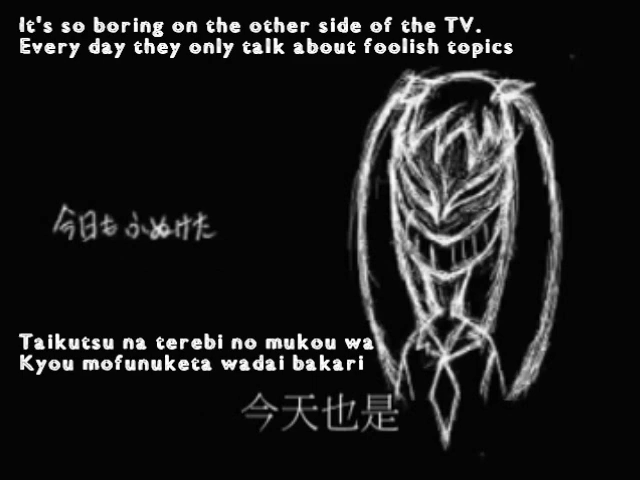 It's so boring on the other side of the TV.
Every day they only talk about foolish topics
今日もふぬけた
Taikutsu na terebi no mukou wa
Kyou mofunuketa wadai bakari
今天也是